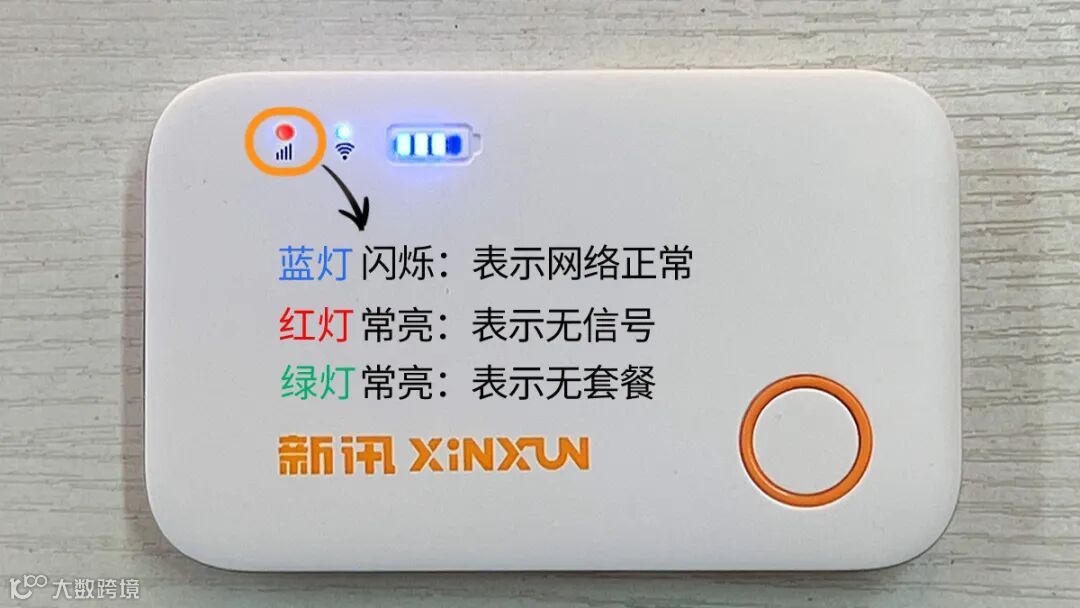 蓝灯 闪烁：表示网络正常
红灯 常亮：表示无信号
绿灯 常亮：表示无套餐
新讯 XiNXUN
大数跨境